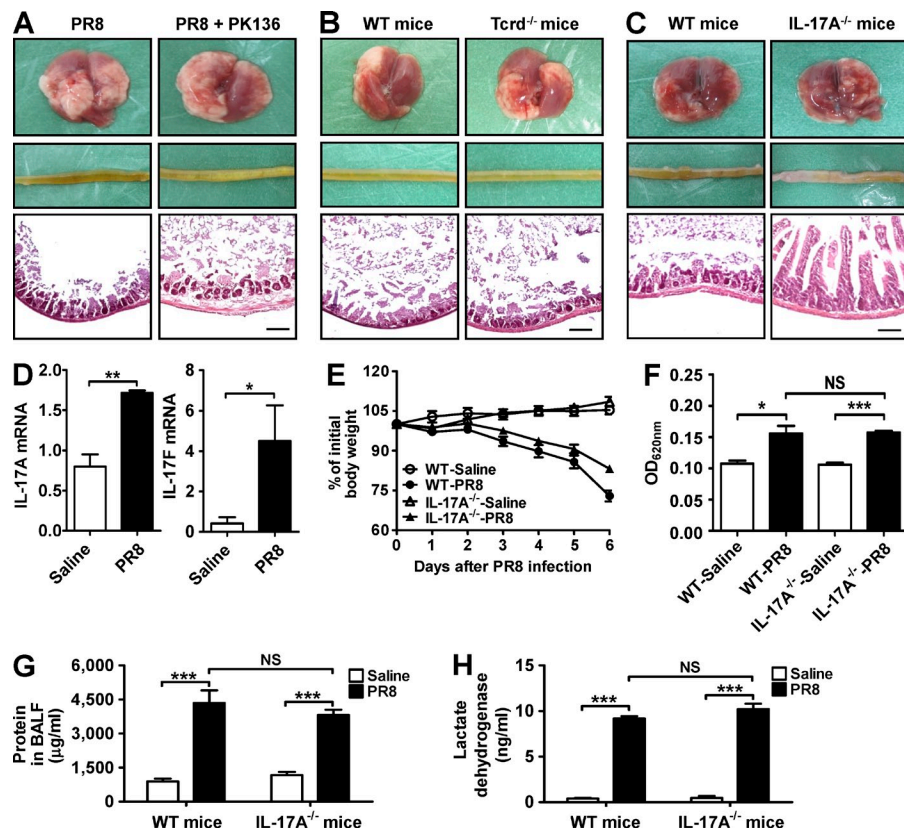 A
PR8
PR8 + PK136
B
WT mice
Tcrd-/- mice
C
WT mice
IL-17A-/- mice
D
IL-17A mRNA
2.0
1.5
1.0
0.5
0.0
**
Saline
PR8
IL-17F mRNA
8
6
4
2
0
*
Saline
PR8
E
% of initial
body weight
120
105
90
75
60
WT-Saline
WT-PR8
IL-17A-/--Saline
IL-17A-/--PR8
0 1 2 3 4 5 6
Days after PR8 infection
F
OD620nm
0.25
0.20
0.15
0.10
0.05
0.00
NS
*
***
WT-Saline
WT-PR8
IL-17A-/--Saline
IL-17A-/--PR8
G
Protein
in BALF
(μg/ml)
6,000
4,500
3,000
1,500
0
NS
***
***
Saline
PR8
WT mice
IL-17A-/- mice
H
Lactate
dehydrogenase
(ng/ml)
15
10
5
0
NS
***
***
Saline
PR8
WT mice
IL-17A-/- mice